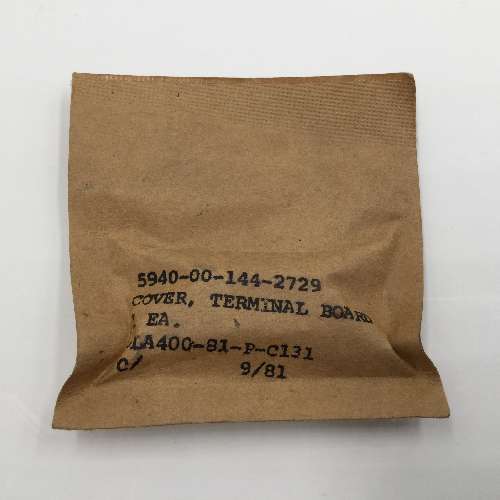 5940-00-144-2729
COVER, TERMINAL BOARD
EA.
LA400-81-P-C131
C/ 9/81